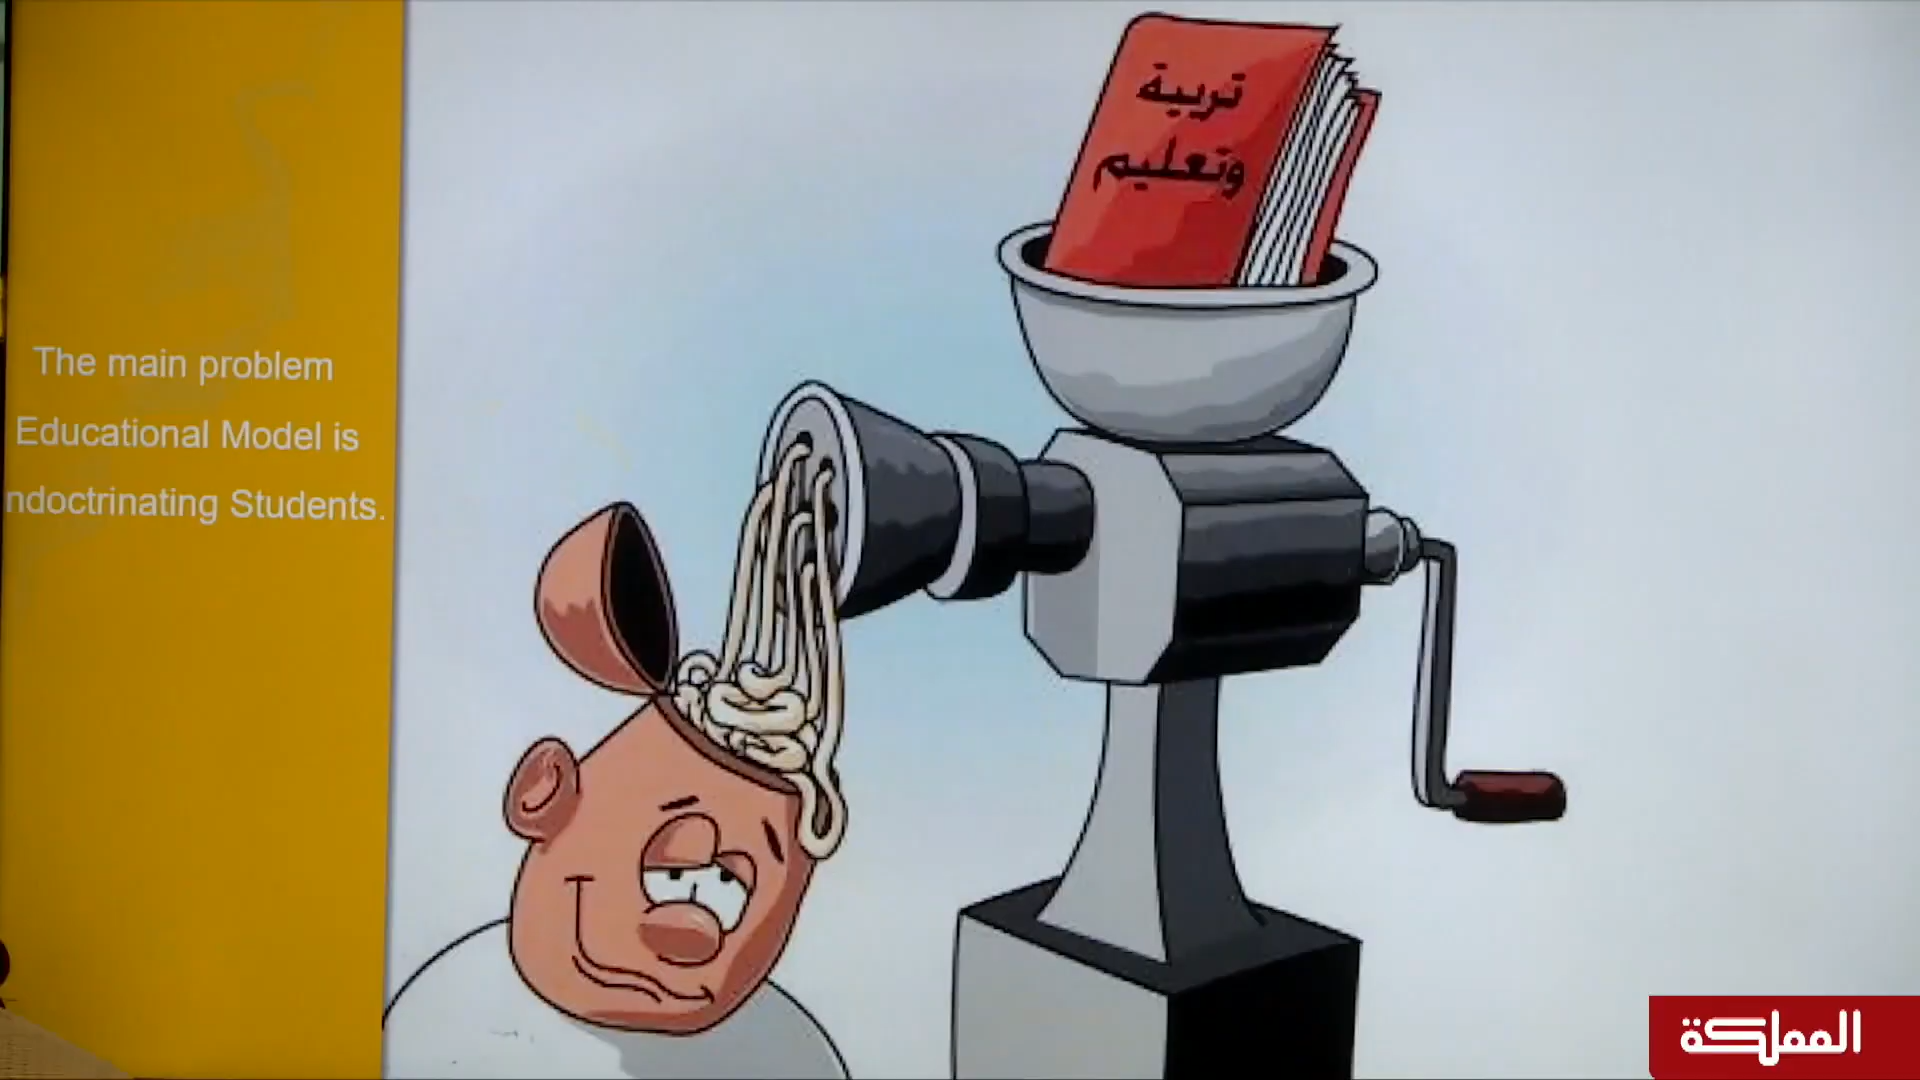 The main problem
Educational Model is
ndoctrinating Students.
تربية
وتعليم
المملكة